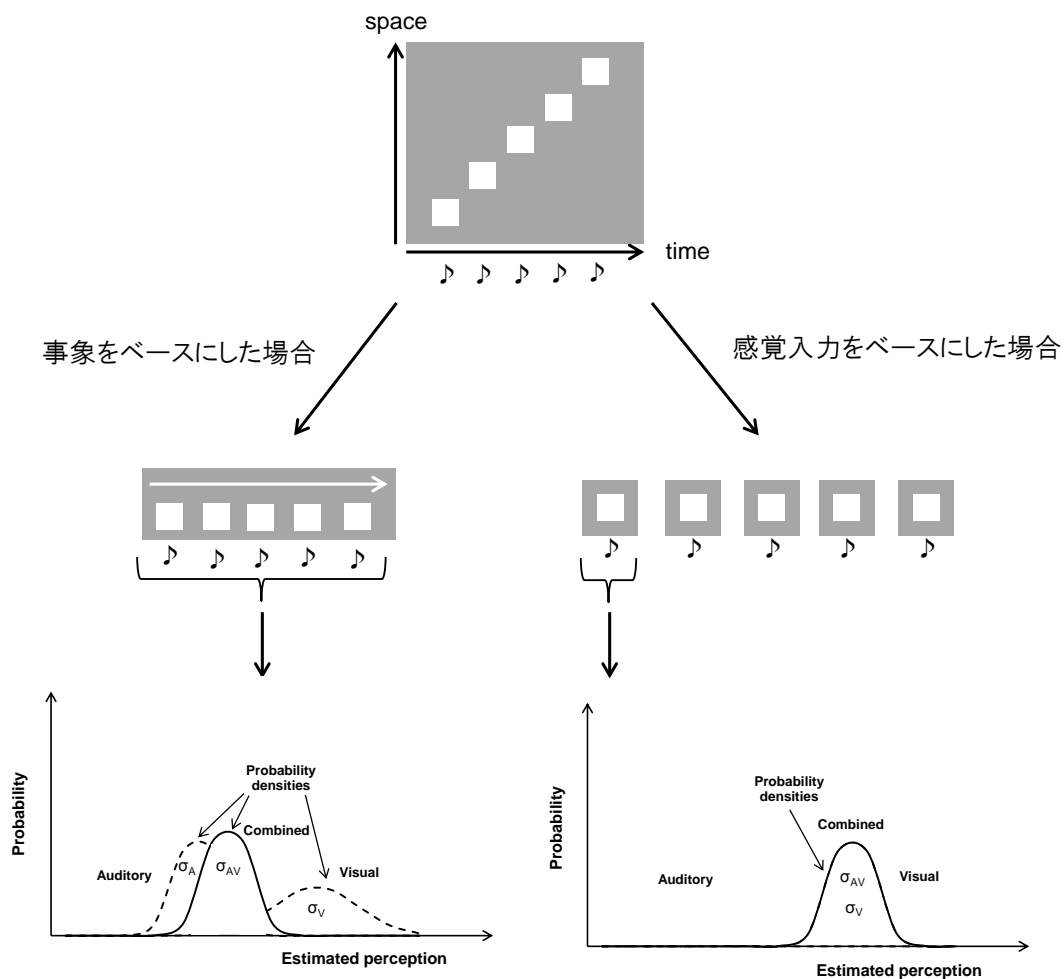 space
time
♪ ♪ ♪ ♪ ♪
事象をベースにした場合
感覚入力をベースにした場合
♪ ♪ ♪ ♪ ♪
♪ ♪ ♪ ♪ ♪
Probability
Probability
densities
Combined
Auditory
σA
σAV
Visual
σV
Estimated perception
Probability
Probability
densities
Combined
Auditory
σAV
Visual
σV
Estimated perception